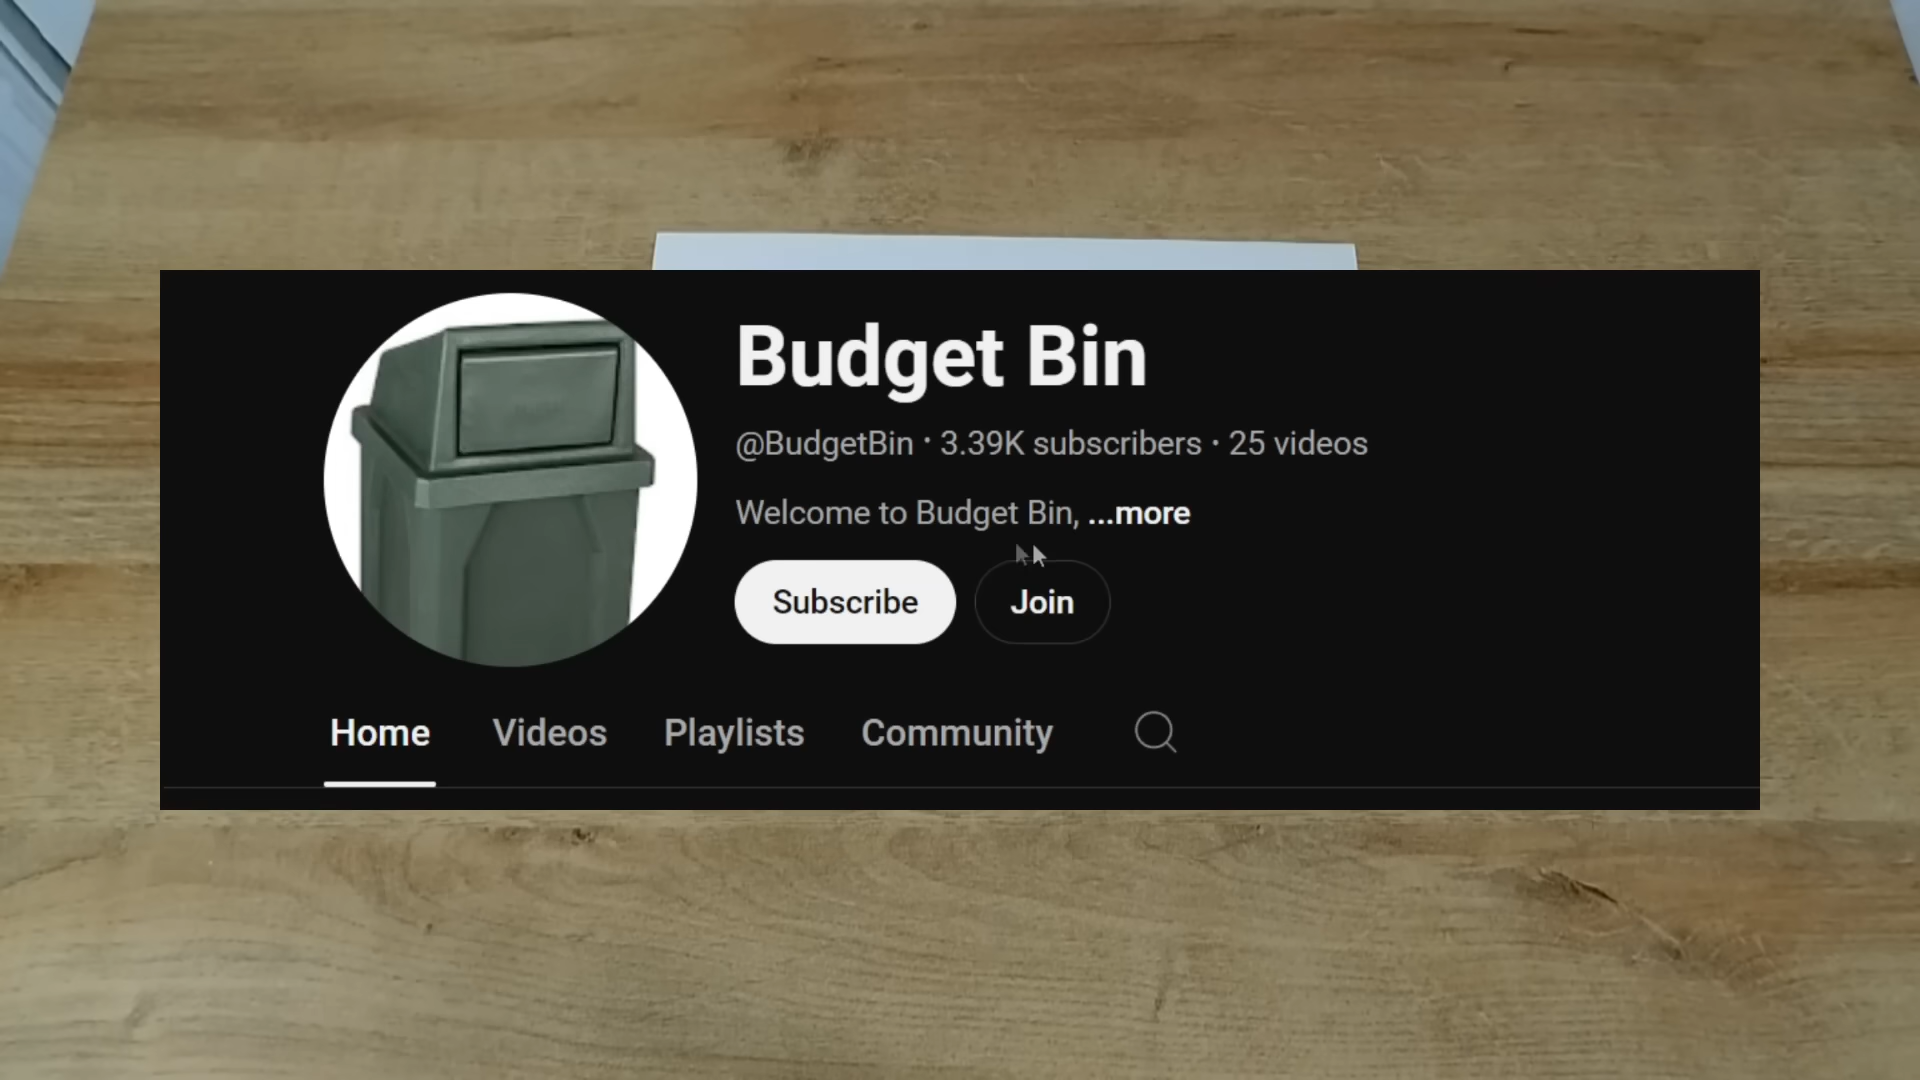 Budget Bin
@BudgetBin · 3.39K subscribers · 25 videos
Welcome to Budget Bin, ...more
Subscribe Join
Home Videos Playlists Community